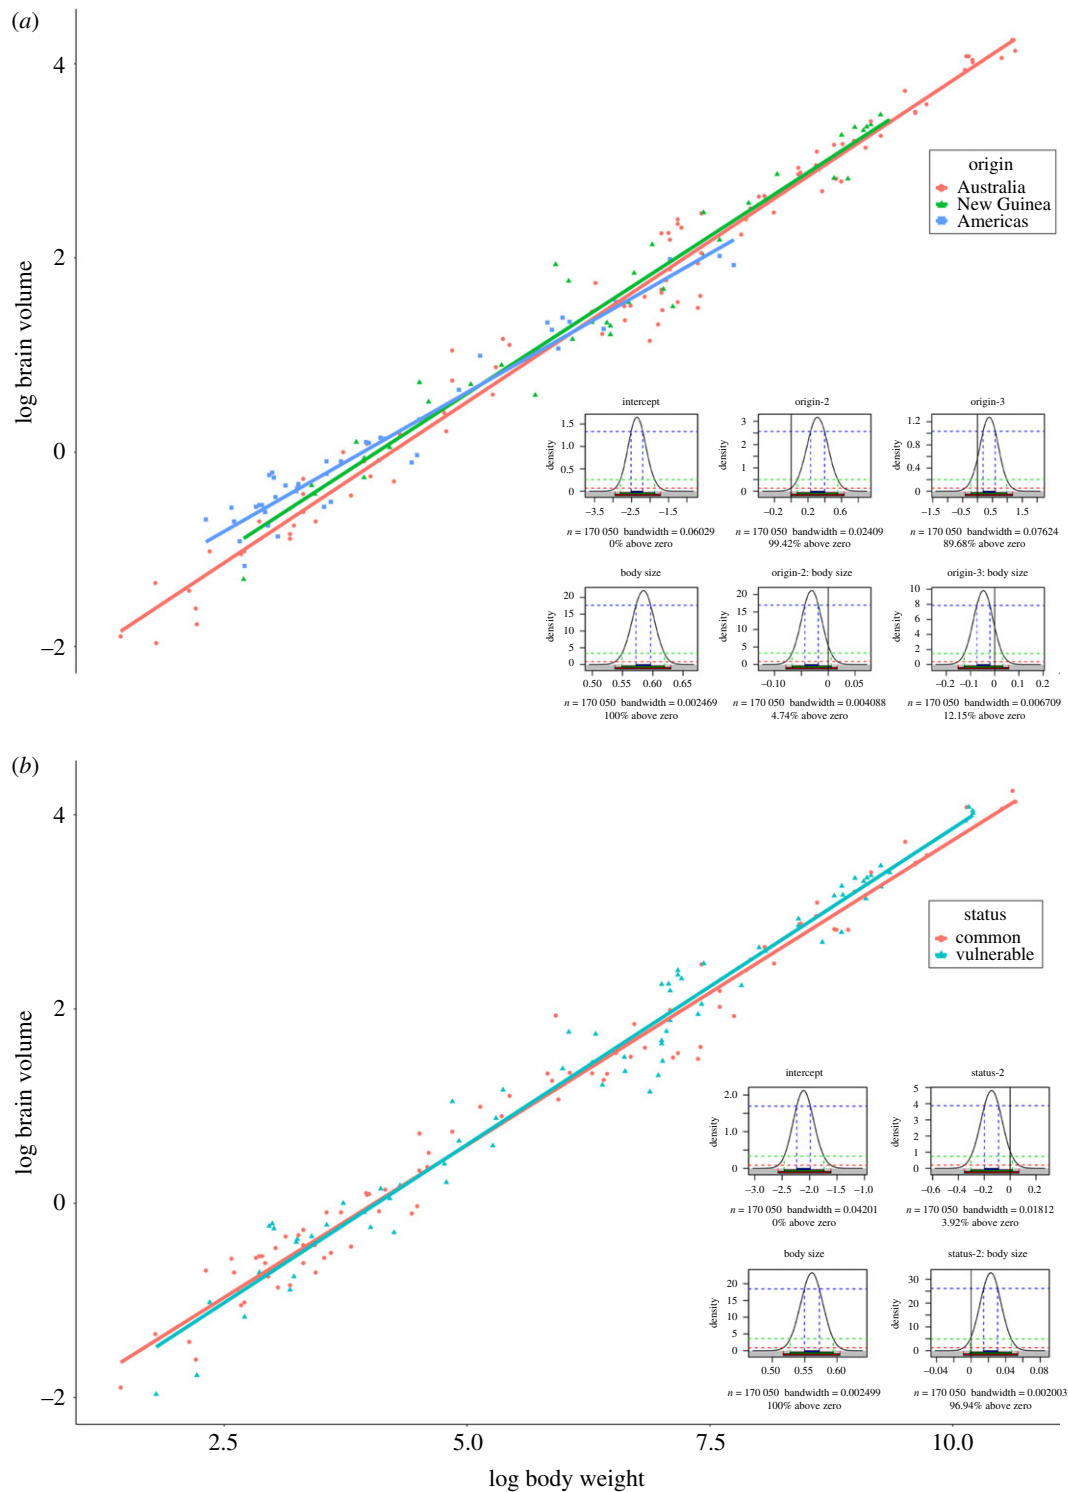 (a)
4
2
0
−2
log brain volume
origin
Australia
New Guinea
Americas
intercept
origin-2
origin-3
density
1.5
1.0
0.5
0
−3.5 −2.5 −1.5
3
2
1
0
−0.2 0.2 0.6
1.2
0.8
0.4
0
−1.5 −0.5 0.5 1.5
n = 170 050 bandwidth = 0.06029
0% above zero
n = 170 050 bandwidth = 0.02409
99.42% above zero
n = 170 050 bandwidth = 0.07624
89.68% above zero
body size
origin-2: body size
origin-3: body size
density
20
15
10
5
0
0.50 0.55 0.60 0.65
density
20
15
10
5
0
−0.10 0 0.05
density
10
8
6
4
2
0
−0.2 −0.1 0 0.1 0.2
n = 170 050 bandwidth = 0.002469
100% above zero
n = 170 050 bandwidth = 0.004088
4.74% above zero
n = 170 050 bandwidth = 0.006709
12.15% above zero
(b)
4
2
0
−2
log brain volume
status
common
vulnerable
intercept
status-2
density
2.0
1.0
0
−3.0 −2.5 −2.0 −1.5 −1.0
density
5
4
3
2
1
0
−0.6 −0.4 −0.2 0 0.2
n = 170 050 bandwidth = 0.04201
0% above zero
n = 170 050 bandwidth = 0.01812
3.92% above zero
body size
status-2: body size
density
20
15
10
5
0
0.50 0.55 0.60
density
30
20
10
0
−0.04 0 0.04 0.08
n = 170 050 bandwidth = 0.002499
100% above zero
n = 170 050 bandwidth = 0.002003
96.94% above zero
2.5 5.0 7.5 10.0
log body weight